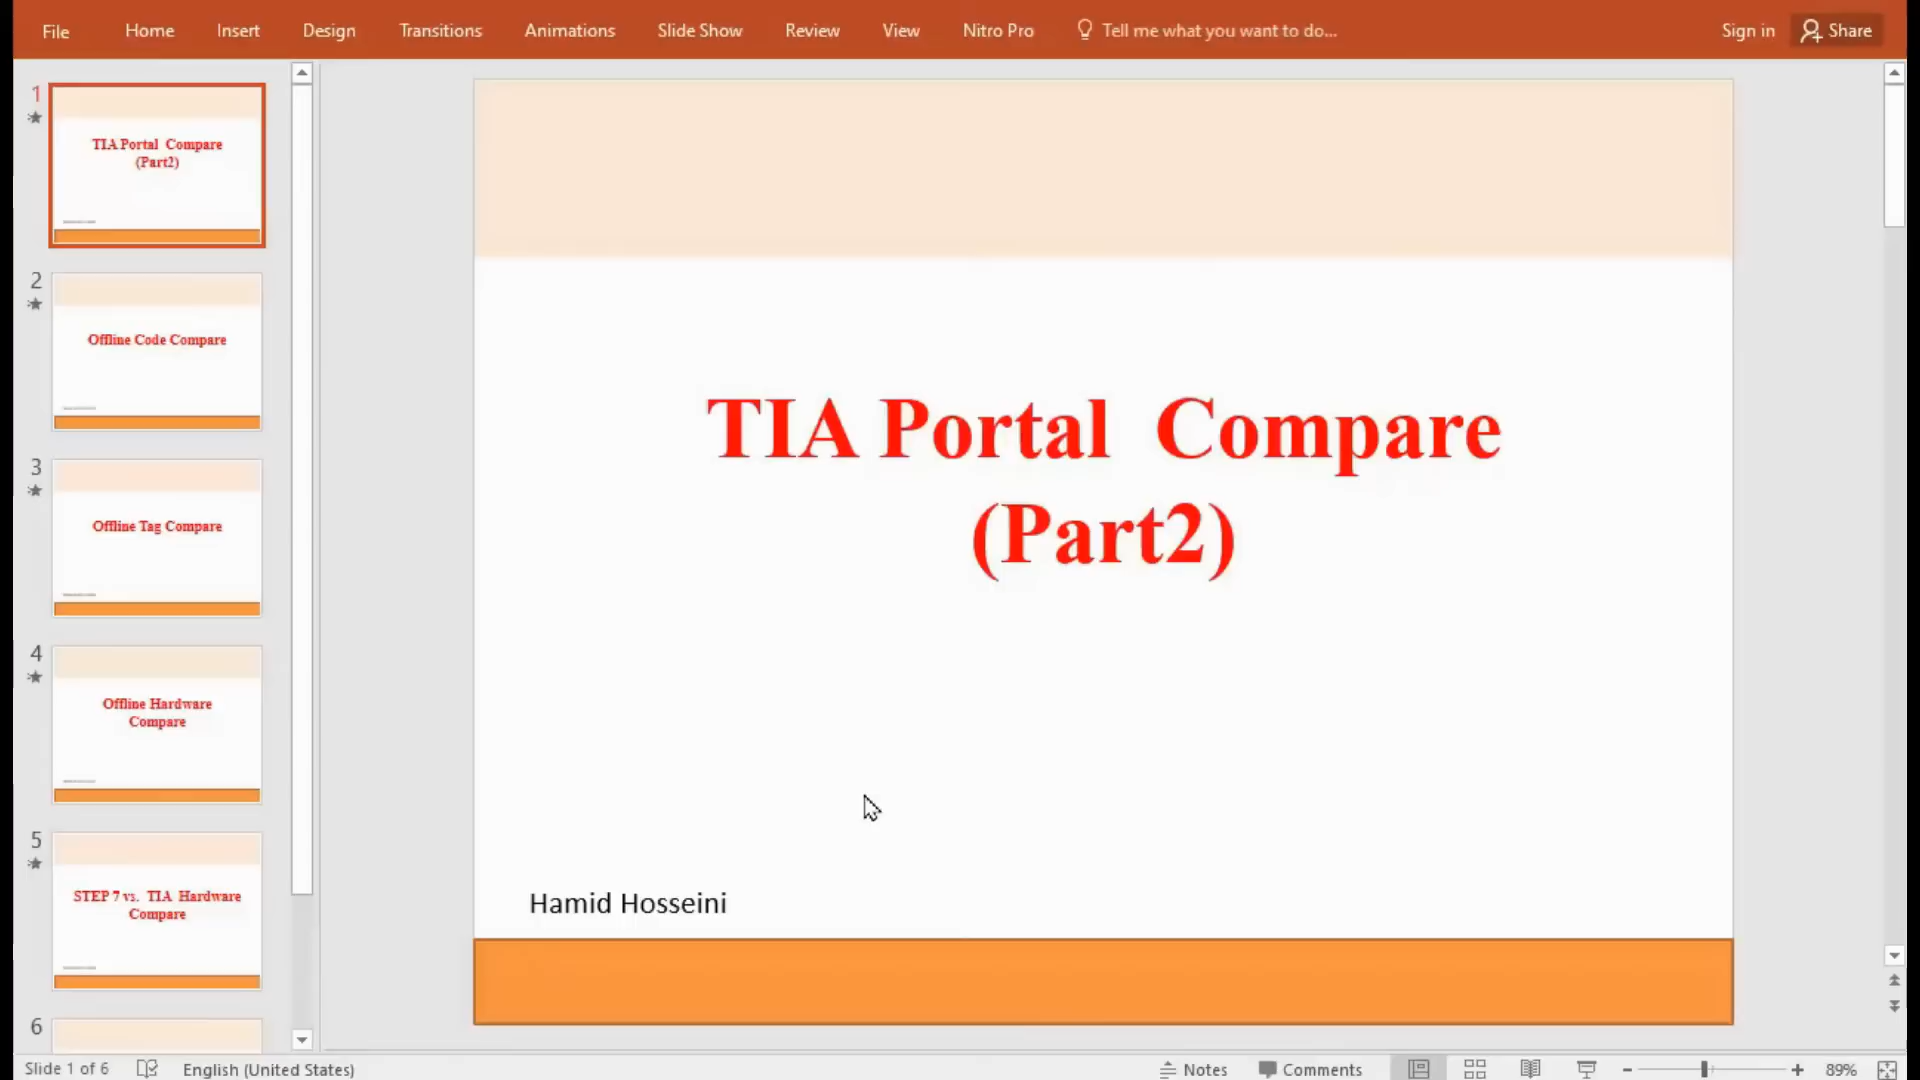 File Home Insert Design Transitions Animations Slide Show Review View Nitro Pro Tell me what you want to do... Sign in Share
1
TIA Portal Compare
(Part2)
2
Offline Code Compare
3
Offline Tag Compare
4
Offline Hardware
Compare
5
STEP 7 vs. TIA Hardware
Compare
6
TIA Portal Compare
(Part2)
Hamid Hosseini
Slide 1 of 6 English (United States) Notes Comments 89%